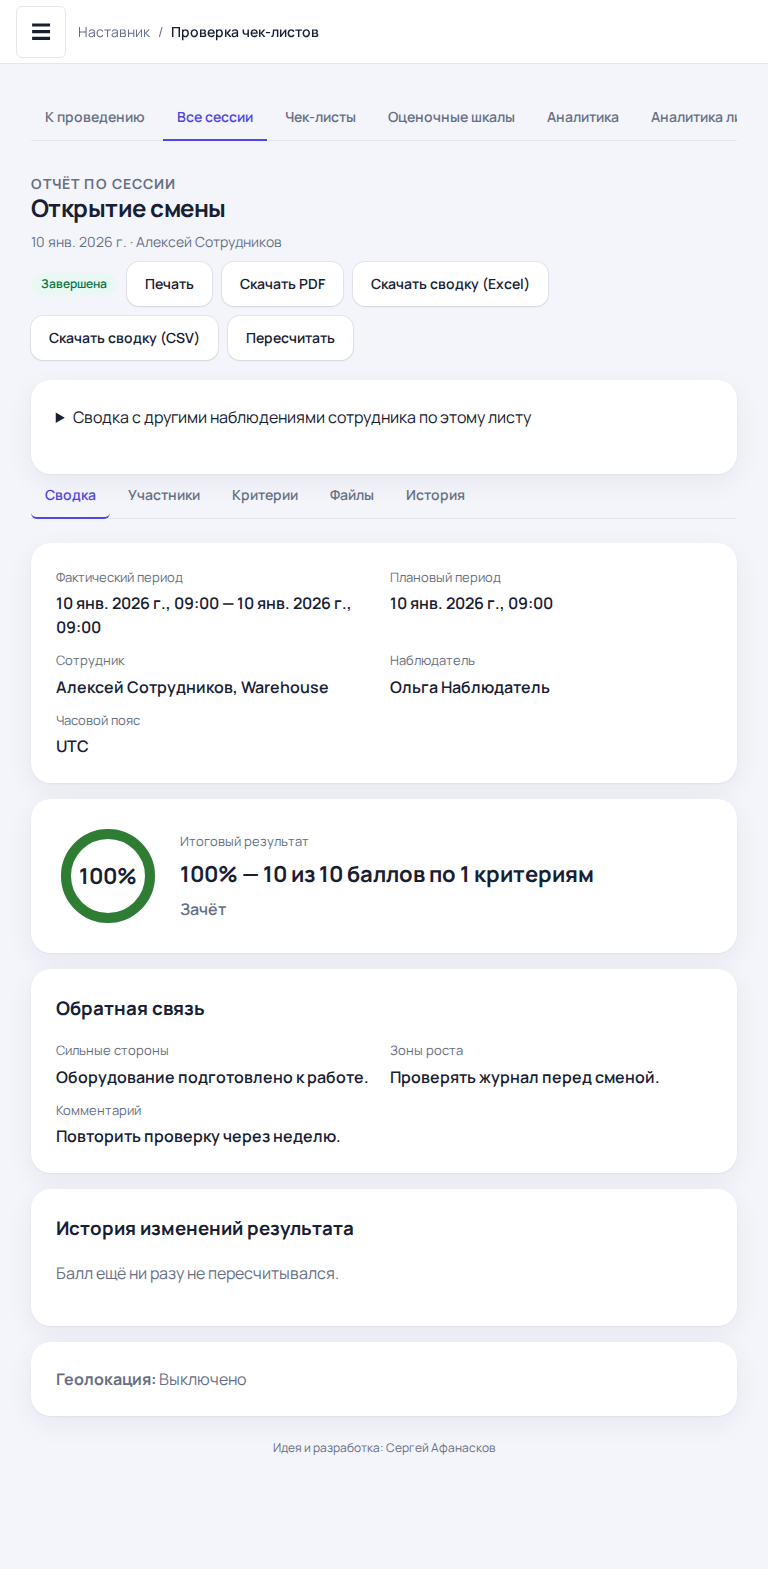 Наставник / Проверка чек-листов
К проведению Все сессии Чек-листы Оценочные шкалы Аналитика Аналитика
ОТЧЁТ ПО СЕССИИ
Открытие смены
10 янв. 2026 г. · Алексей Сотрудников
Завершена Печать Скачать PDF Скачать сводку (Excel)
Скачать сводку (CSV) Пересчитать
Сводка с другими наблюдениями сотрудника по этому листу
Сводка Участники Критерии Файлы История
Фактический период Плановый период
10 янв. 2026 г., 09:00 — 10 янв. 2026 г., 10 янв. 2026 г., 09:00
09:00
Сотрудник Наблюдатель
Алексей Сотрудников, Warehouse Ольга Наблюдатель
Часовой пояс
UTC
Итоговый результат
100% 100% — 10 из 10 баллов по 1 критериям
Зачёт
Обратная связь
Сильные стороны Зоны роста
Оборудование подготовлено к работе. Проверять журнал перед сменой.
Комментарий
Повторить проверку через неделю.
История изменений результата
Балл ещё ни разу не пересчитывался.
Геолокация: Выключено
Идея и разработка: Сергей Афанасков